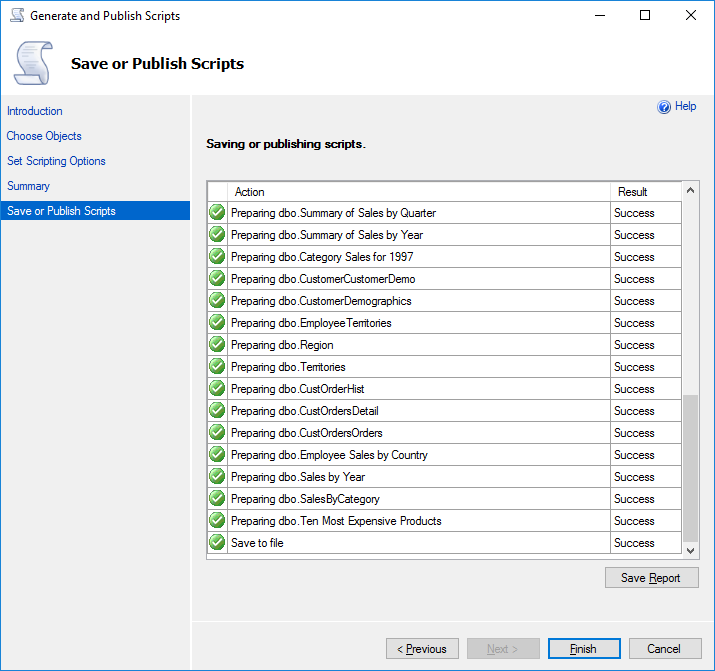 Generate and Publish Scripts
Save or Publish Scripts
Introduction
Choose Objects
Set Scripting Options
Summary
Save or Publish Scripts
Help
Saving or publishing scripts.
Action Result
Preparing dbo.Summary of Sales by Quarter Success
Preparing dbo.Summary of Sales by Year Success
Preparing dbo.Category Sales for 1997 Success
Preparing dbo.CustomerCustomerDemo Success
Preparing dbo.CustomerDemographics Success
Preparing dbo.EmployeeTerritories Success
Preparing dbo.Region Success
Preparing dbo.Territories Success
Preparing dbo.CustOrderHist Success
Preparing dbo.CustOrdersDetail Success
Preparing dbo.CustOrdersOrders Success
Preparing dbo.Employee Sales by Country Success
Preparing dbo.Sales by Year Success
Preparing dbo.SalesByCategory Success
Preparing dbo.Ten Most Expensive Products Success
Save to file Success
Save Report
< Previous Next > Finish Cancel